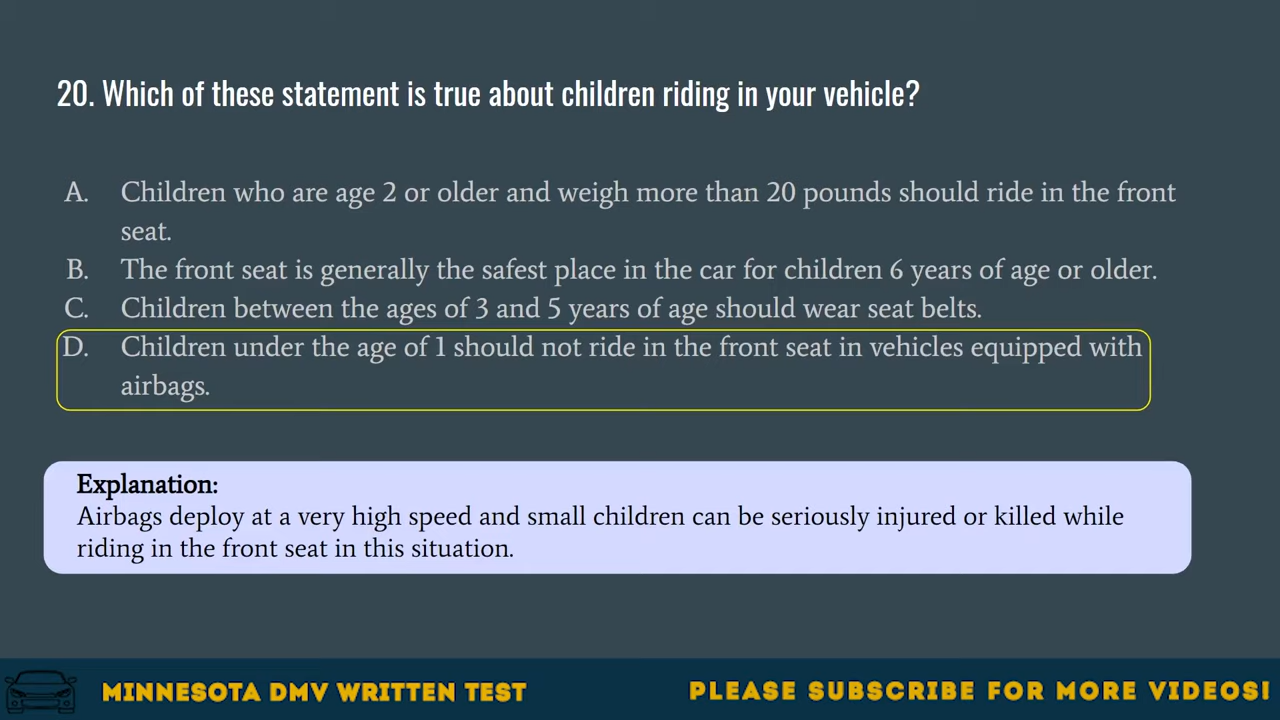 20. Which of these statement is true about children riding in your vehicle?
A. Children who are age 2 or older and weigh more than 20 pounds should ride in the front
seat.
B. The front seat is generally the safest place in the car for children 6 years of age or older.
C. Children between the ages of 3 and 5 years of age should wear seat belts.
D. Children under the age of 1 should not ride in the front seat in vehicles equipped with
airbags.
Explanation:
Airbags deploy at a very high speed and small children can be seriously injured or killed while
riding in the front seat in this situation.
MINNESOTA DMV WRITTEN TEST
PLEASE SUBSCRIBE FOR MORE VIDEOS!